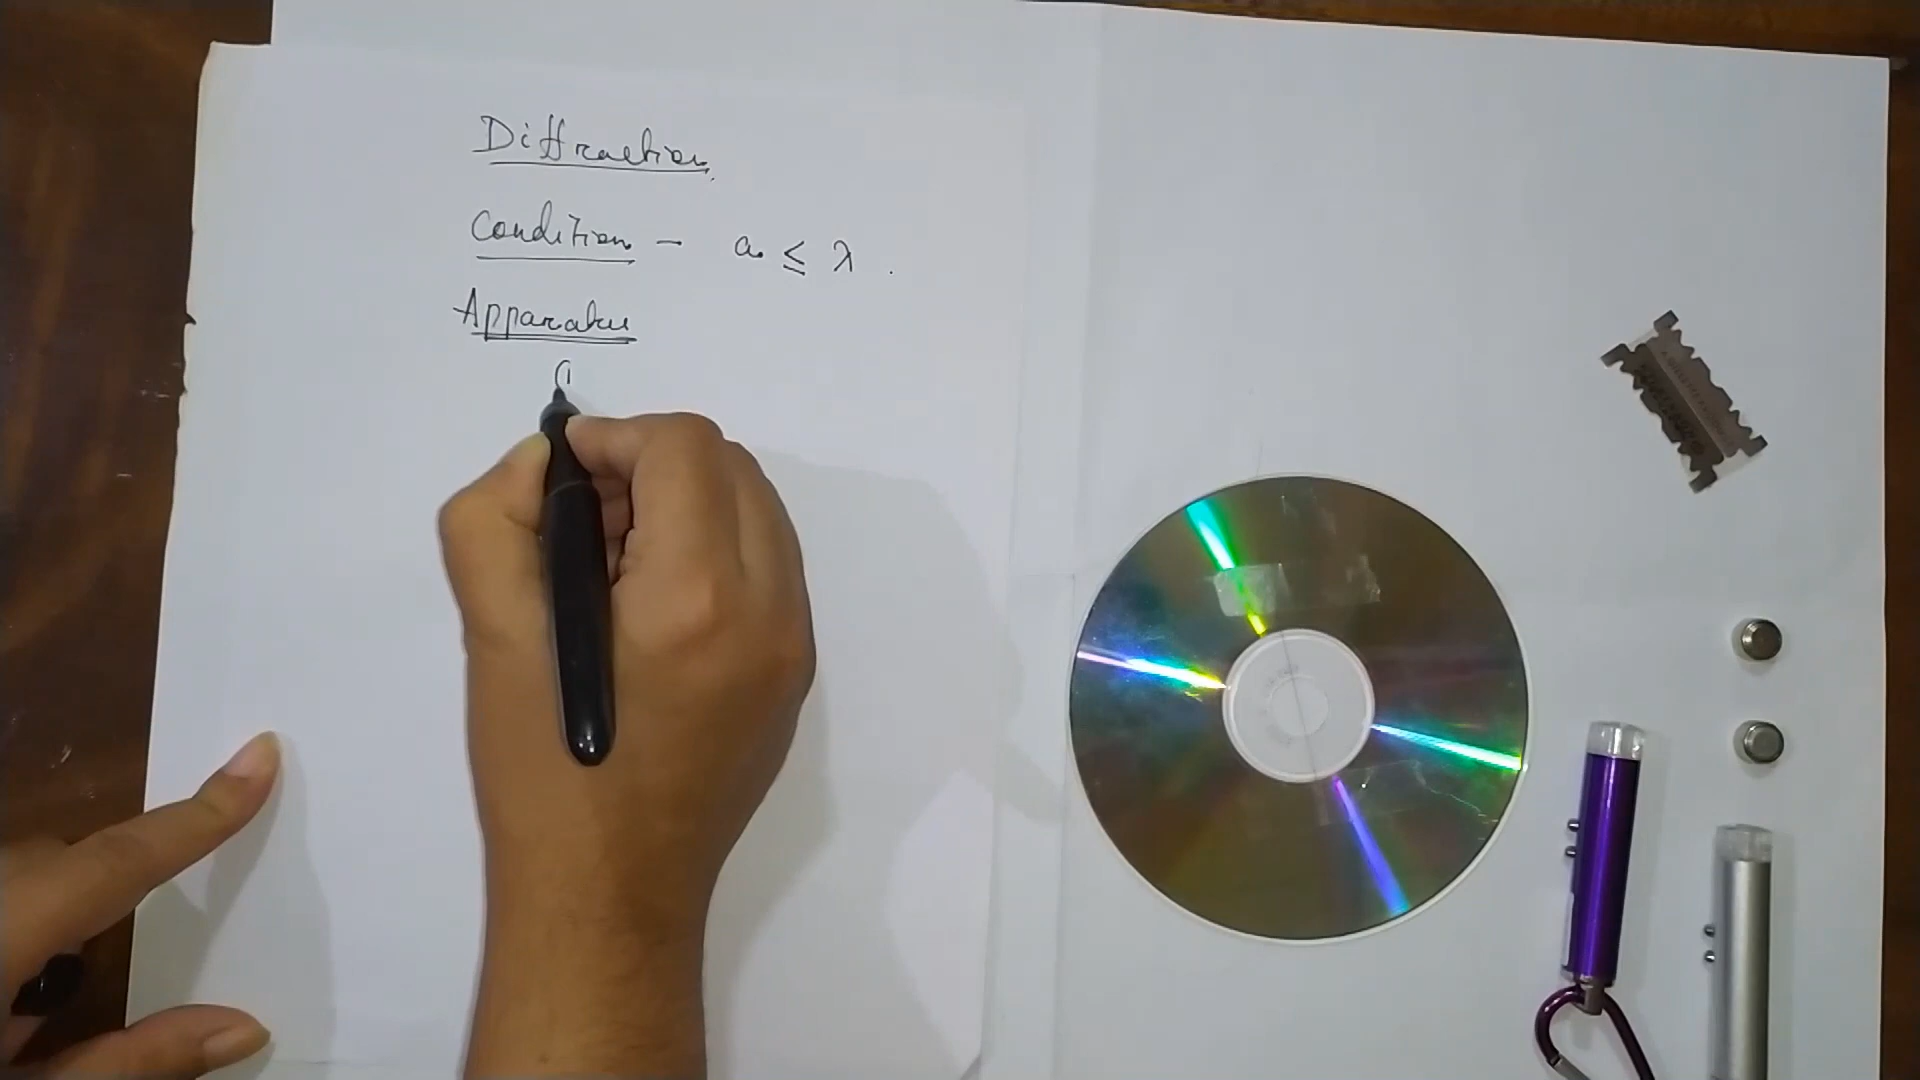 Diffraction.
Condition - a ≤ λ .
Apparatus